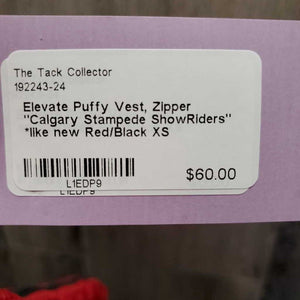 The Tack Collector
192243-24
Elevate Puffy Vest, Zipper
"Calgary Stampede ShowRiders"
*like new Red/Black XS
$60.00
L1EDP9
L1EDP9